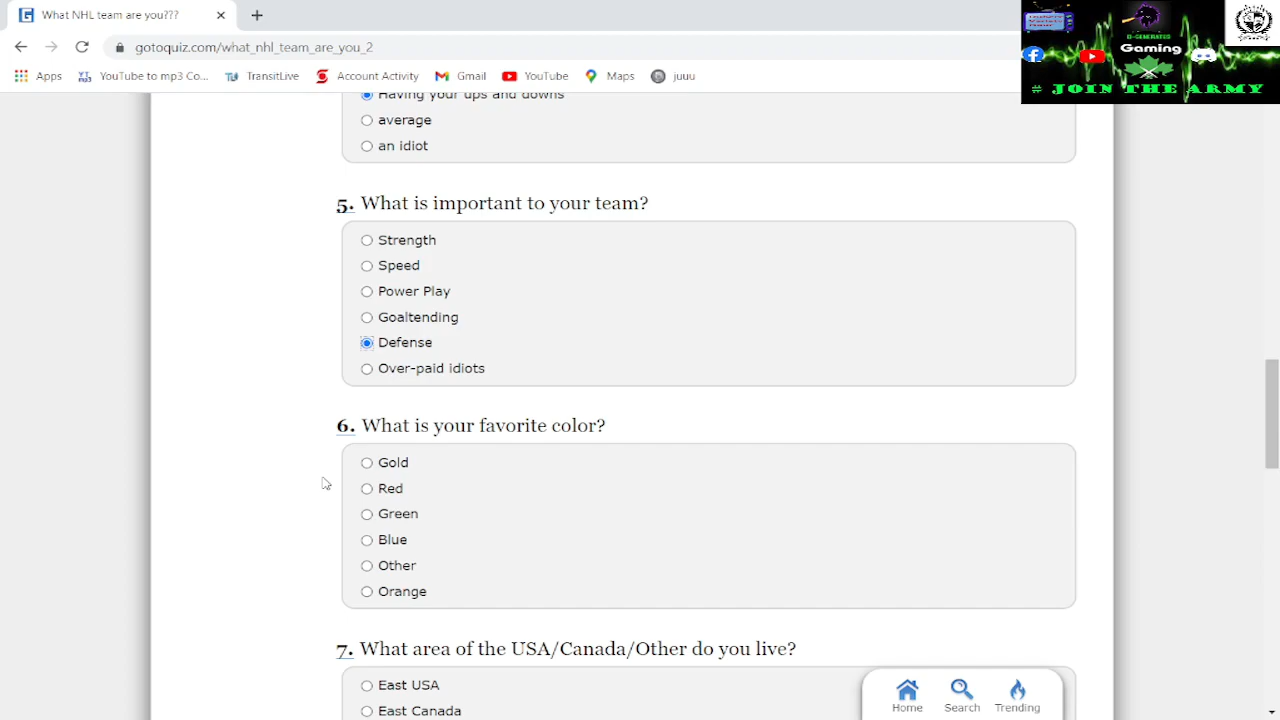 What NHL team are you???
gotoquiz.com/what_nhl_team_are_you_2
Apps YouTube to mp3 Co... TransitLive Account Activity Gmail YouTube Maps juuu
Gaming
# JOIN THE ARMY
Having your ups and downs
average
an idiot
5. What is important to your team?
Strength
Speed
Power Play
Goaltending
Defense
Over-paid idiots
6. What is your favorite color?
Gold
Red
Green
Blue
Other
Orange
7. What area of the USA/Canada/Other do you live?
East USA
East Canada
Home Search Trending